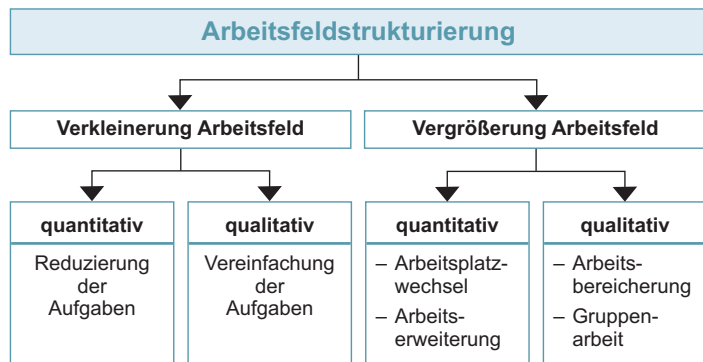 Arbeitsfeldstrukturierung
Verkleinerung Arbeitsfeld
Vergrößerung Arbeitsfeld
quantitativ
Reduzierung
der
Aufgaben
qualitativ
Vereinfachung
der
Aufgaben
quantitativ
– Arbeitsplatz-
wechsel
– Arbeits-
erweiterung
qualitativ
– Arbeits-
bereicherung
– Gruppen-
arbeit